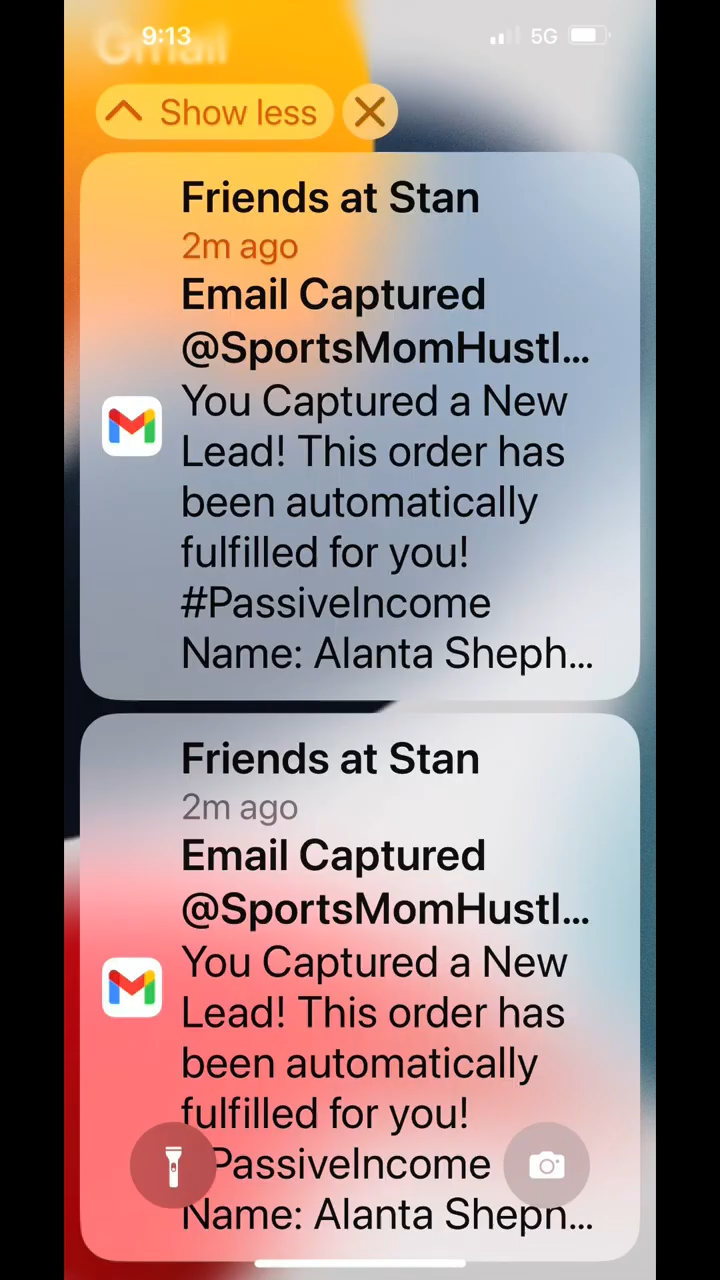 Gmail
9:13
5G
Show less
Friends at Stan
2m ago
Email Captured
@SportsMomHustl...
You Captured a New
Lead! This order has
been automatically
fulfilled for you!
#PassiveIncome
Name: Alanta Sheph...
Friends at Stan
2m ago
Email Captured
@SportsMomHustl...
You Captured a New
Lead! This order has
been automatically
fulfilled for you!
PassiveIncome
Name: Alanta Sheph...